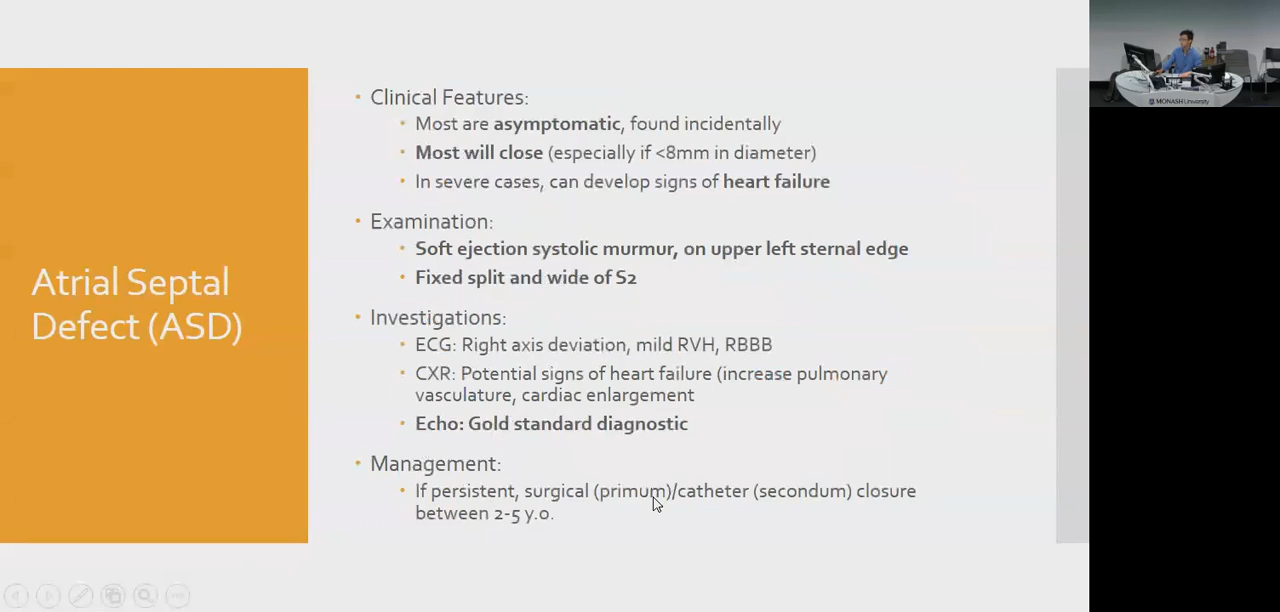 Atrial Septal
Defect (ASD)
Clinical Features:
Most are asymptomatic, found incidentally
Most will close (especially if <8mm in diameter)
In severe cases, can develop signs of heart failure
Examination:
Soft ejection systolic murmur, on upper left sternal edge
Fixed split and wide of S2
Investigations:
ECG: Right axis deviation, mild RVH, RBBB
CXR: Potential signs of heart failure (increase pulmonary
vasculature, cardiac enlargement
Echo: Gold standard diagnostic
Management:
If persistent, surgical (primum)/catheter (secundum) closure
between 2-5 y.o.
MONASH University